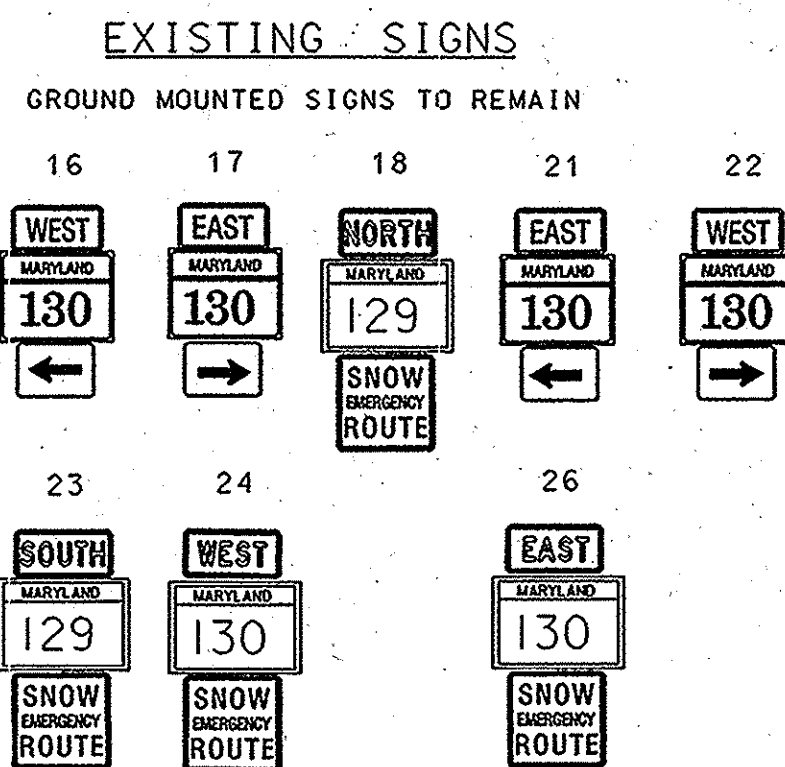 EXISTING SIGNS
GROUND MOUNTED SIGNS TO REMAIN
16
WEST
MARYLAND
130
17
EAST
MARYLAND
130
18
NORTH
MARYLAND
129
SNOW
EMERGENCY
ROUTE
21
EAST
MARYLAND
130
22
WEST
MARYLAND
130
23
SOUTH
MARYLAND
129
SNOW
EMERGENCY
ROUTE
24
WEST
MARYLAND
130
SNOW
EMERGENCY
ROUTE
26
EAST
MARYLAND
130
SNOW
EMERGENCY
ROUTE